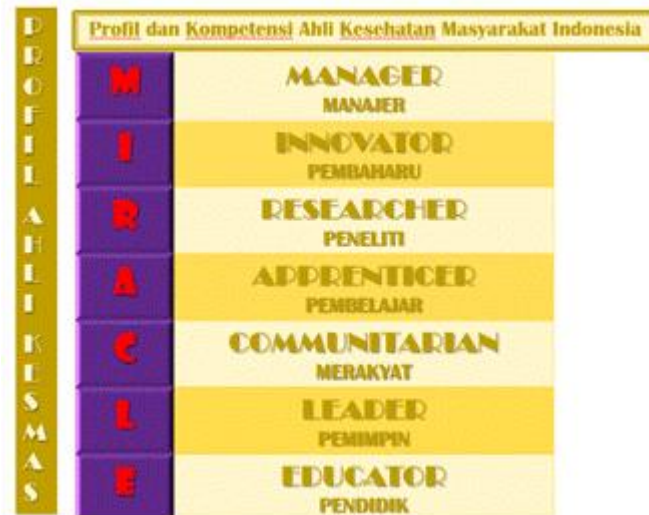 PROFIL AHLI KESMAS
Profil dan Kompetensi Ahli Kesehatan Masyarakat Indonesia
M
MANAGER
MANAJER
I
INNOVATOR
PEMBAHARU
R
RESEARCHER
PENELITI
A
APPRENTICER
PEMBELAJAR
C
COMMUNITARIAN
MERAKYAT
L
LEADER
PEMIMPIN
E
EDUCATOR
PENDIDIK